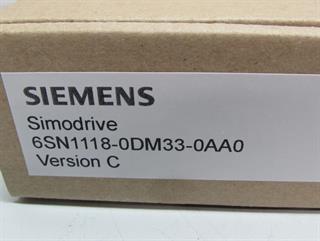 SIEMENS
Simodrive
6SN1118-0DM33-0AA0
Version C